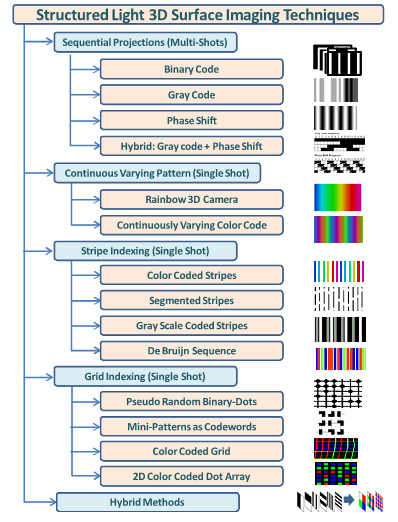 Structured Light 3D Surface Imaging Techniques
Sequential Projections (Multi-Shots)
Binary Code
Gray Code
Phase Shift
Hybrid: Gray code + Phase Shift
Continuous Varying Pattern (Single Shot)
Rainbow 3D Camera
Continuously Varying Color Code
Stripe Indexing (Single Shot)
Color Coded Stripes
Segmented Stripes
Gray Scale Coded Stripes
De Bruijn Sequence
Grid Indexing (Single Shot)
Pseudo Random Binary-Dots
Mini-Patterns as Codewords
Color Coded Grid
2D Color Coded Dot Array
Hybrid Methods